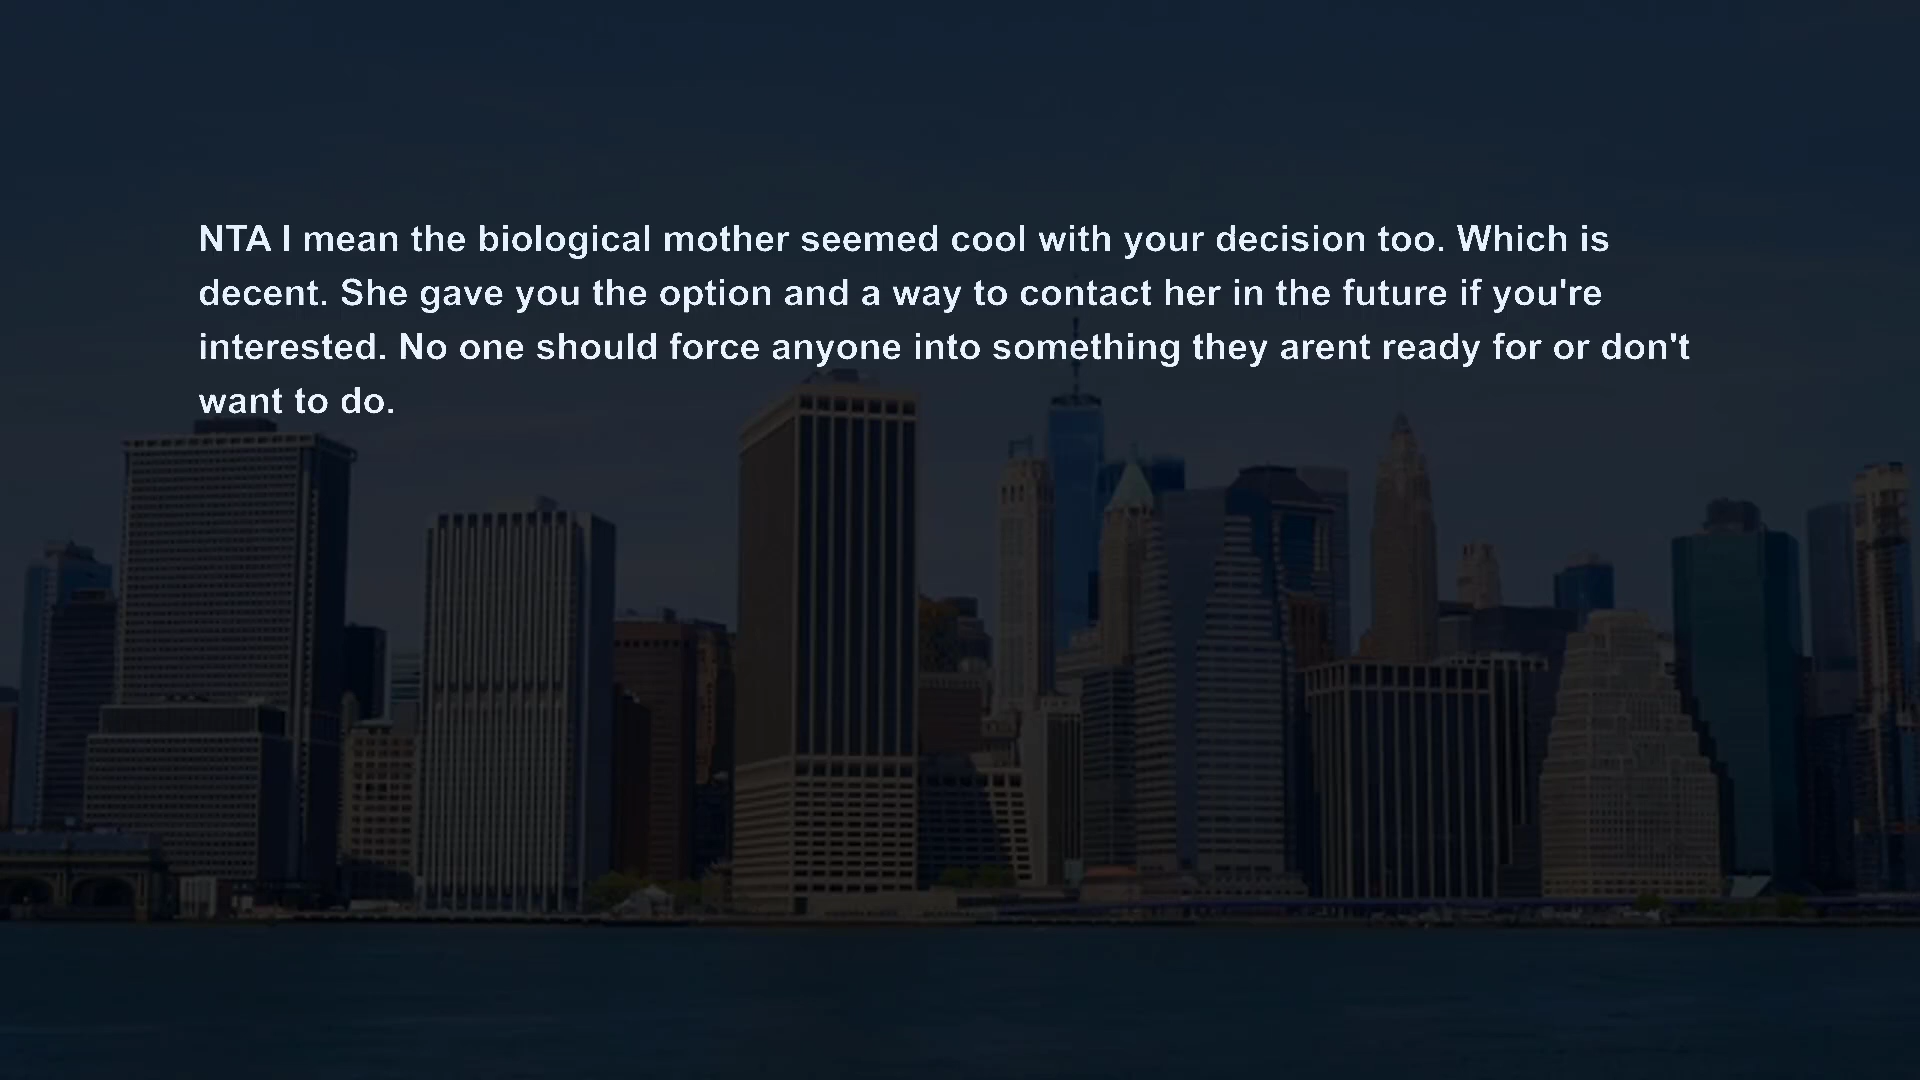 NTA I mean the biological mother seemed cool with your decision too. Which is
decent. She gave you the option and a way to contact her in the future if you're
interested. No one should force anyone into something they arent ready for or don't
want to do.